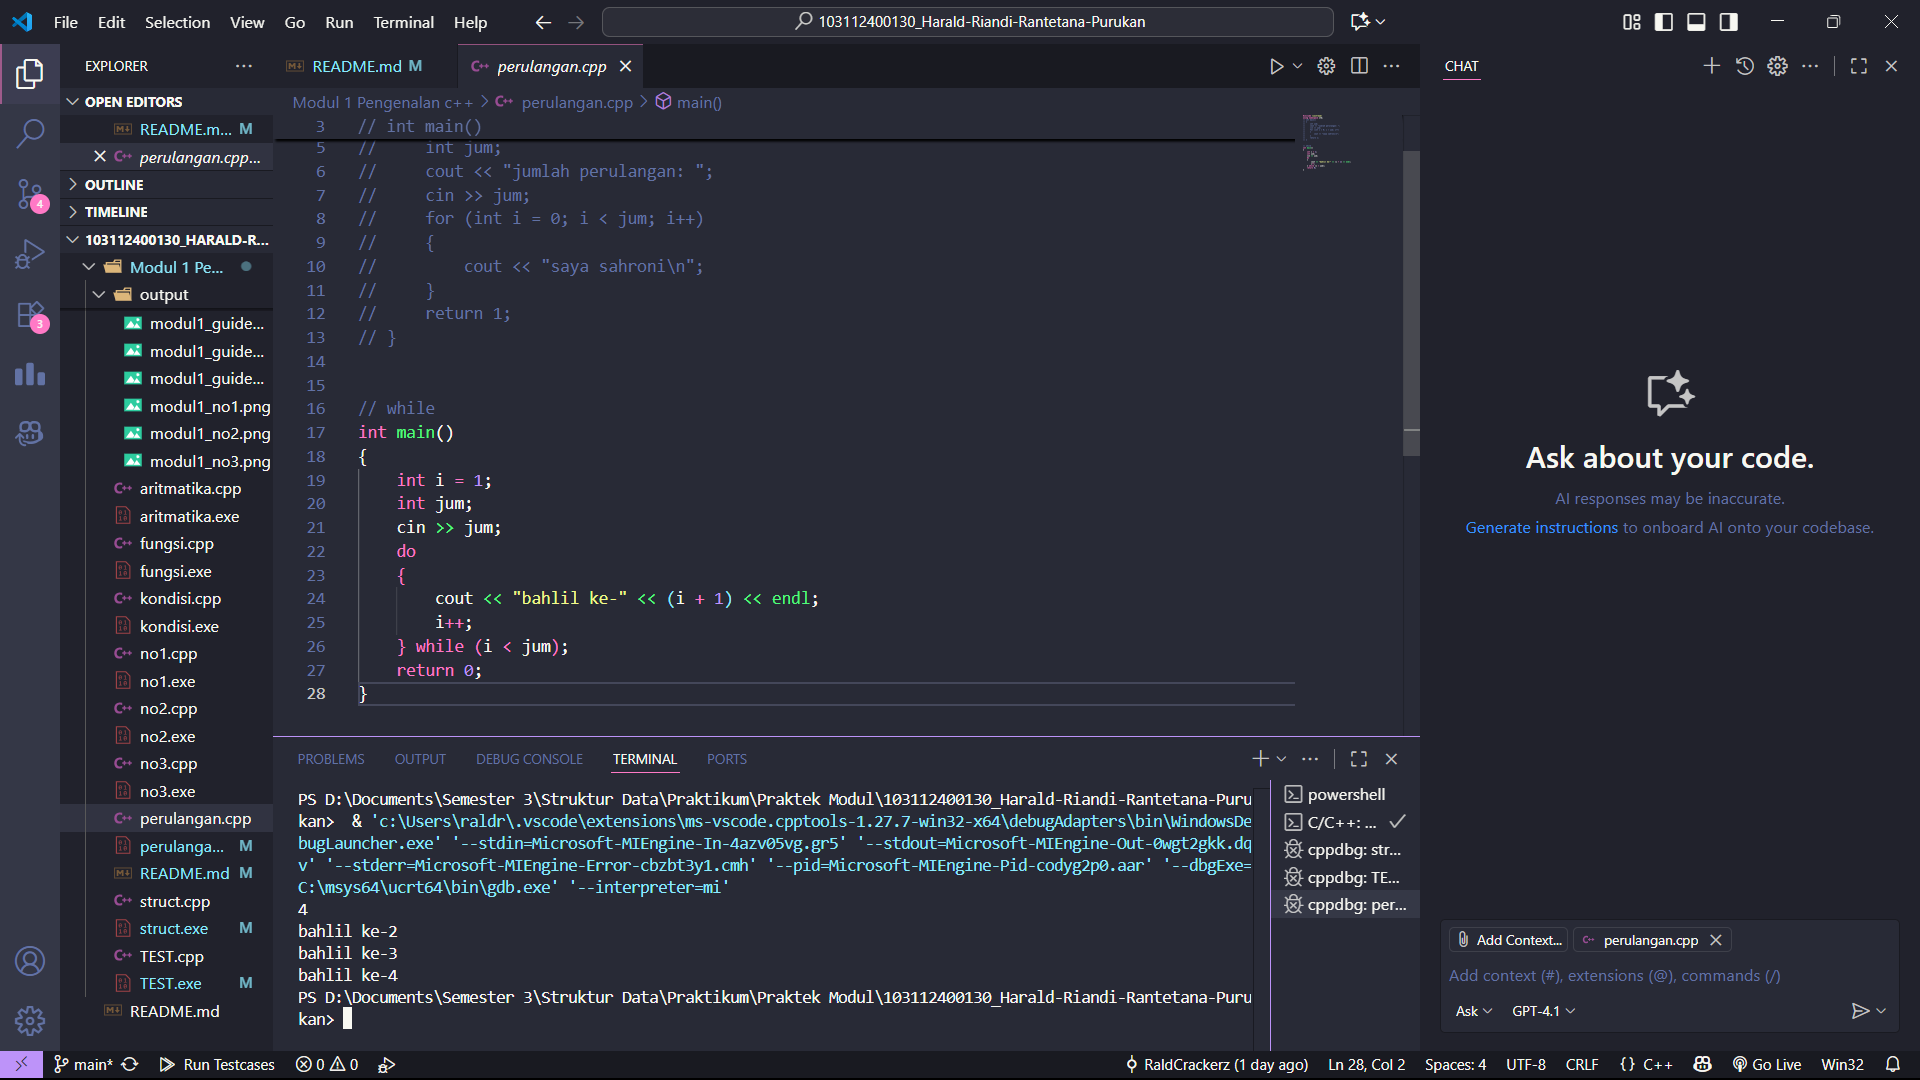 File Edit Selection View Go Run Terminal Help
103112400130_Harald-Riandi-Rantetana-Purukan
EXPLORER
OPEN EDITORS
README.m... M
perulangan.cpp...
OUTLINE
TIMELINE
103112400130_HARALD-R...
Modul 1 Pe...
output
modul1_guide...
modul1_guide...
modul1_guide...
modul1_no1.png
modul1_no2.png
modul1_no3.png
aritmatika.cpp
aritmatika.exe
fungsi.cpp
fungsi.exe
kondisi.cpp
kondisi.exe
no1.cpp
no1.exe
no2.cpp
no2.exe
no3.cpp
no3.exe
perulangan.cpp
perulanga... M
README.md M
struct.cpp
struct.exe M
TEST.cpp
TEST.exe M
README.md
4
3
README.md M
perulangan.cpp
Modul 1 Pengenalan c++ > perulangan.cpp > main()
3 // int main()
5 //     int jum;
6 //     cout << "jumlah perulangan: ";
7 //     cin >> jum;
8 //     for (int i = 0; i < jum; i++)
9 //     {
10 //         cout << "saya sahroni\n";
11 //     }
12 //     return 1;
13 // }
14
15
16 // while
17 int main()
18 {
19     int i = 1;
20     int jum;
21     cin >> jum;
22     do
23     {
24         cout << "bahlil ke-" << (i + 1) << endl;
25         i++;
26     } while (i < jum);
27     return 0;
28 }
PROBLEMS OUTPUT DEBUG CONSOLE TERMINAL PORTS
PS D:\Documents\Semester 3\Struktur Data\Praktikum\Praktek Modul\103112400130_Harald-Riandi-Rantetana-Puru
kan>  & 'c:\Users\raldr\.vscode\extensions\ms-vscode.cpptools-1.27.7-win32-x64\debugAdapters\bin\WindowsDe
bugLauncher.exe' '--stdin=Microsoft-MIEngine-In-4azv05vg.gr5' '--stdout=Microsoft-MIEngine-Out-0wgt2gkk.dq
v' '--stderr=Microsoft-MIEngine-Error-cbzbt3y1.cmh' '--pid=Microsoft-MIEngine-Pid-codyg2p0.aar' '--dbgExe=
C:\msys64\ucrt64\bin\gdb.exe' '--interpreter=mi'
4
bahlil ke-2
bahlil ke-3
bahlil ke-4
PS D:\Documents\Semester 3\Struktur Data\Praktikum\Praktek Modul\103112400130_Harald-Riandi-Rantetana-Puru
kan>
powershell
C/C++: ...
cppdbg: str...
cppdbg: TE...
cppdbg: per...
CHAT
Ask about your code.
AI responses may be inaccurate.
Generate instructions to onboard AI onto your codebase.
Add Context... perulangan.cpp
Add context (#), extensions (@), commands (/)
Ask GPT-4.1
main* Run Testcases 0 0 RaldCrackerz (1 day ago) Ln 28, Col 2 Spaces: 4 UTF-8 CRLF {} C++ Go Live Win32